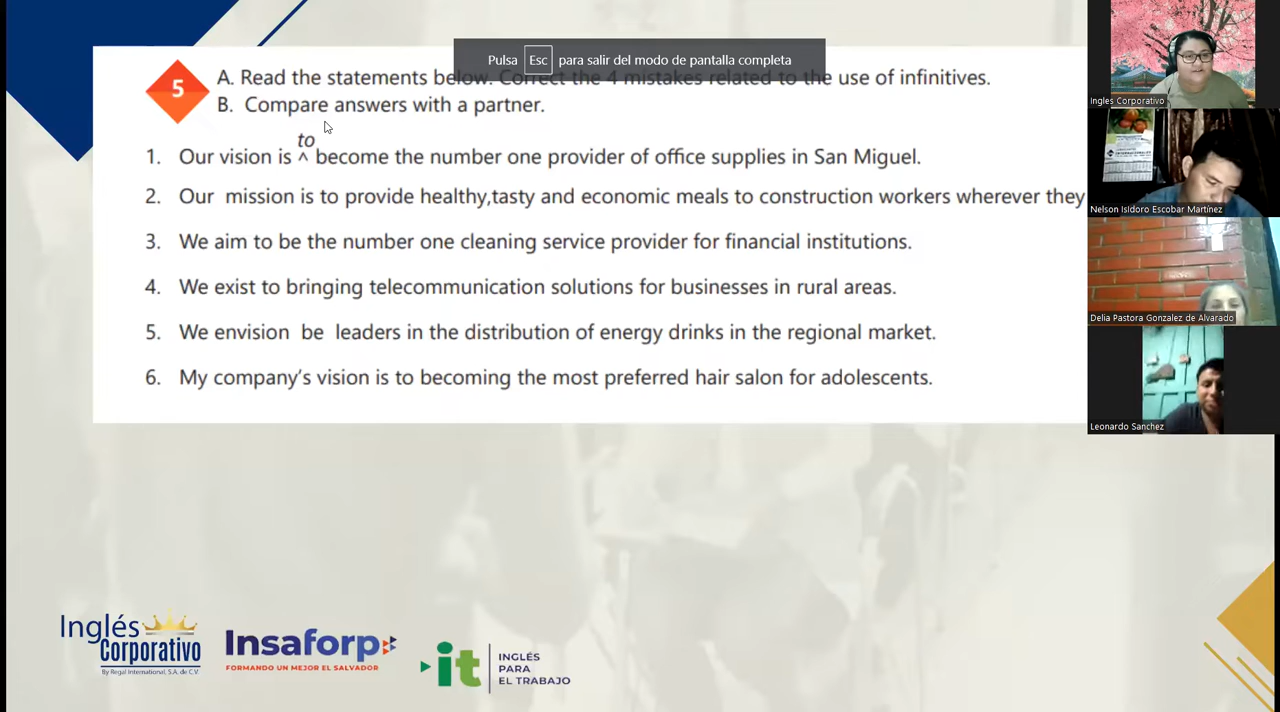 Pulsa Esc para salir del modo de pantalla completa
5
A. Read the statements below. Correct the 4 mistakes related to the use of infinitives.
B. Compare answers with a partner.
to
1. Our vision is ^ become the number one provider of office supplies in San Miguel.
2. Our mission is to provide healthy,tasty and economic meals to construction workers wherever they
3. We aim to be the number one cleaning service provider for financial institutions.
4. We exist to bringing telecommunication solutions for businesses in rural areas.
5. We envision be leaders in the distribution of energy drinks in the regional market.
6. My company's vision is to becoming the most preferred hair salon for adolescents.
Ingles Corporativo
Nelson Isidoro Escobar Martínez
Delia Pastora Gonzalez de Alvarado
Leonardo Sanchez
Inglés
Corporativo
By Regal International, S.A. de C.V.
Insaforp
FORMANDO UN MEJOR EL SALVADOR
it
INGLÉS
PARA
EL TRABAJO